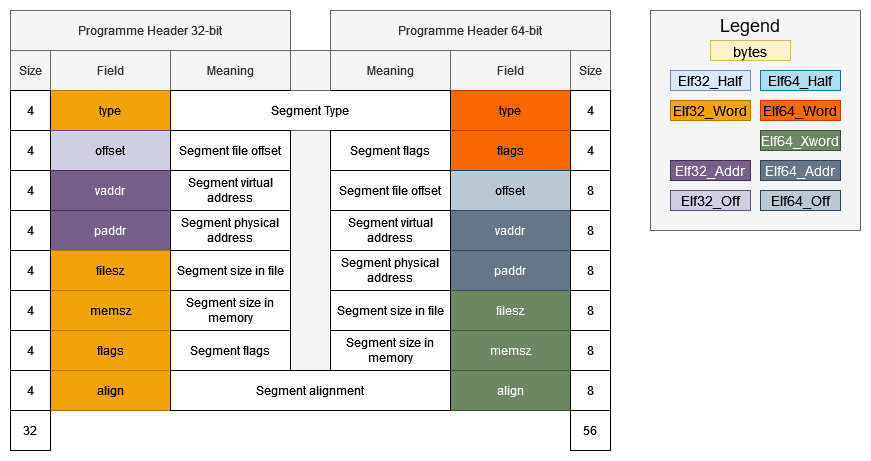 Programme Header 32-bit
Programme Header 64-bit
Size Field Meaning Meaning Field Size
4 type Segment Type type 4
4 offset Segment file offset Segment flags flags 4
4 vaddr Segment virtual address Segment file offset offset 8
4 paddr Segment physical address Segment virtual address vaddr 8
4 filesz Segment size in file Segment physical address paddr 8
4 memsz Segment size in memory Segment size in file filesz 8
4 flags Segment flags Segment size in memory memsz 8
4 align Segment alignment align 8
32 56
Legend
bytes
Elf32_Half Elf64_Half
Elf32_Word Elf64_Word
Elf64_Xword
Elf32_Addr Elf64_Addr
Elf32_Off Elf64_Off